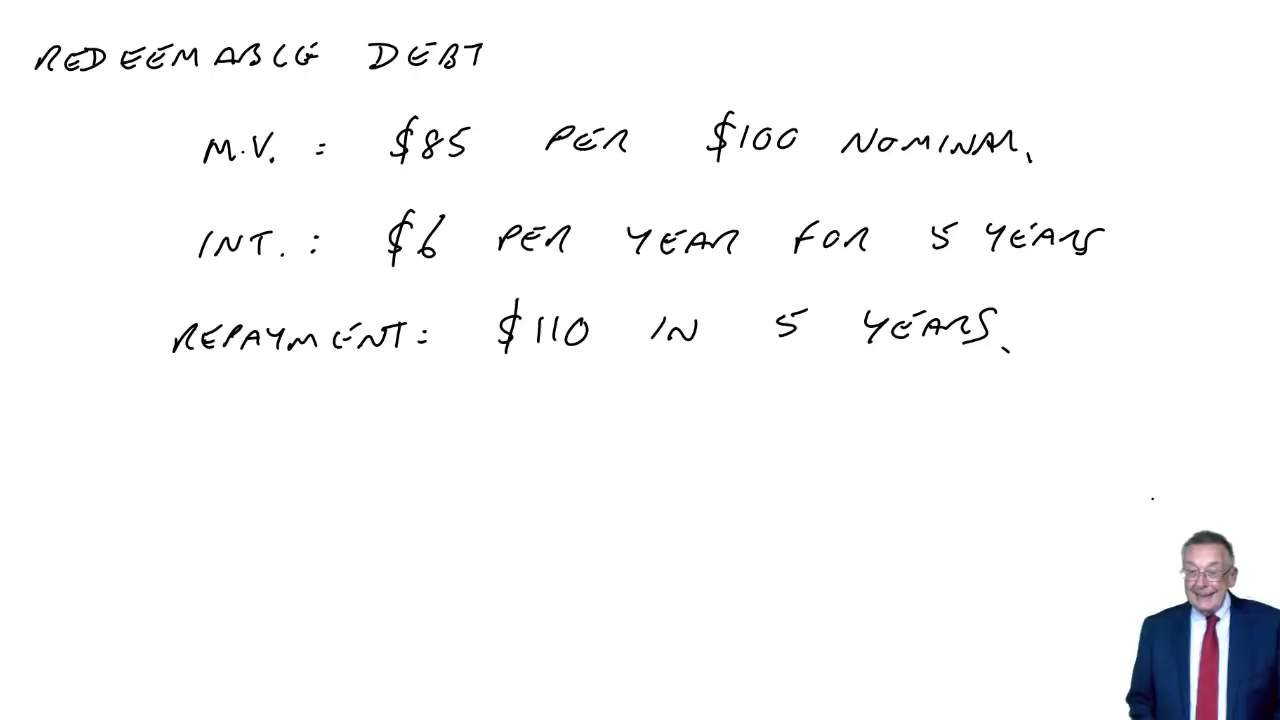 REDEEMABLE DEBT
M.V. : $85 PER $100 NOMINAL.
INT. : $6 PER YEAR FOR 5 YEARS
REPAYMENT: $110 IN 5 YEARS.